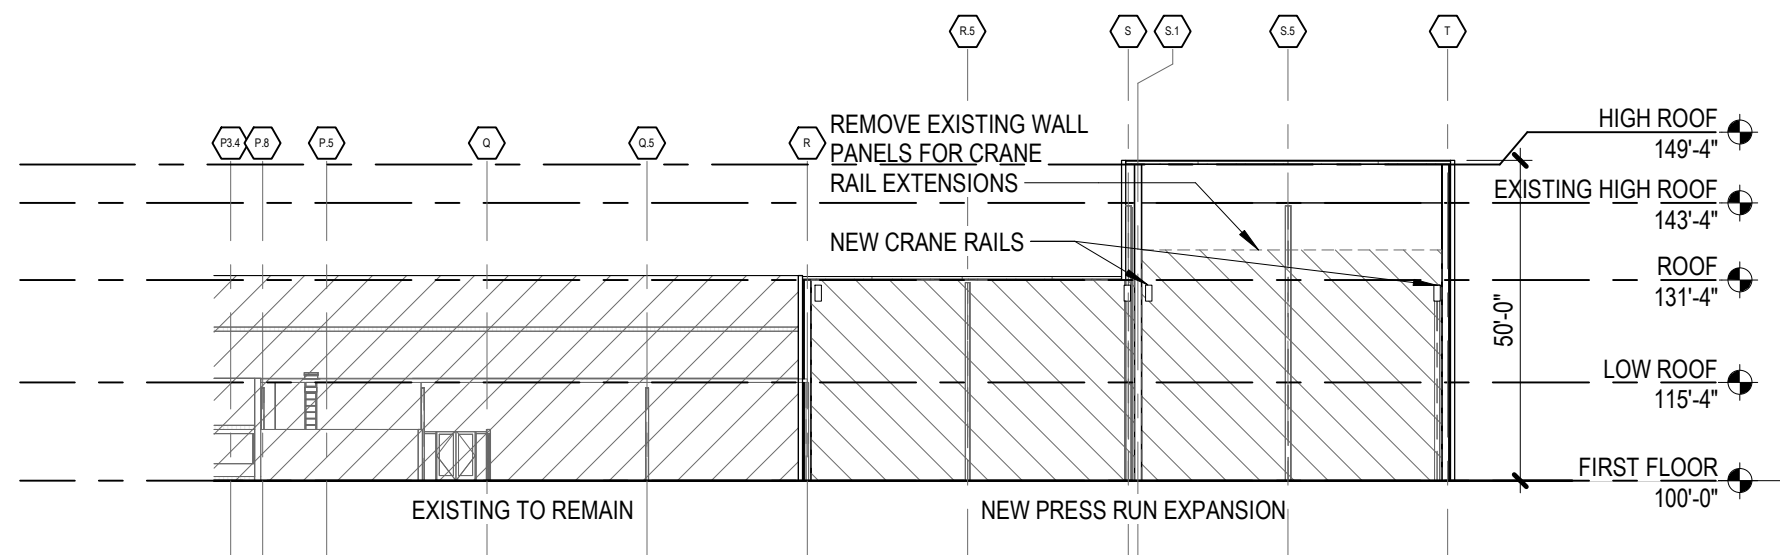 R.5
S
S.1
S.5
T
P3.4
P.8
P.5
Q
Q.5
R
REMOVE EXISTING WALL
PANELS FOR CRANE
RAIL EXTENSIONS
NEW CRANE RAILS
HIGH ROOF
149'-4"
EXISTING HIGH ROOF
143'-4"
ROOF
131'-4"
50'-0"
LOW ROOF
115'-4"
FIRST FLOOR
100'-0"
EXISTING TO REMAIN
NEW PRESS RUN EXPANSION